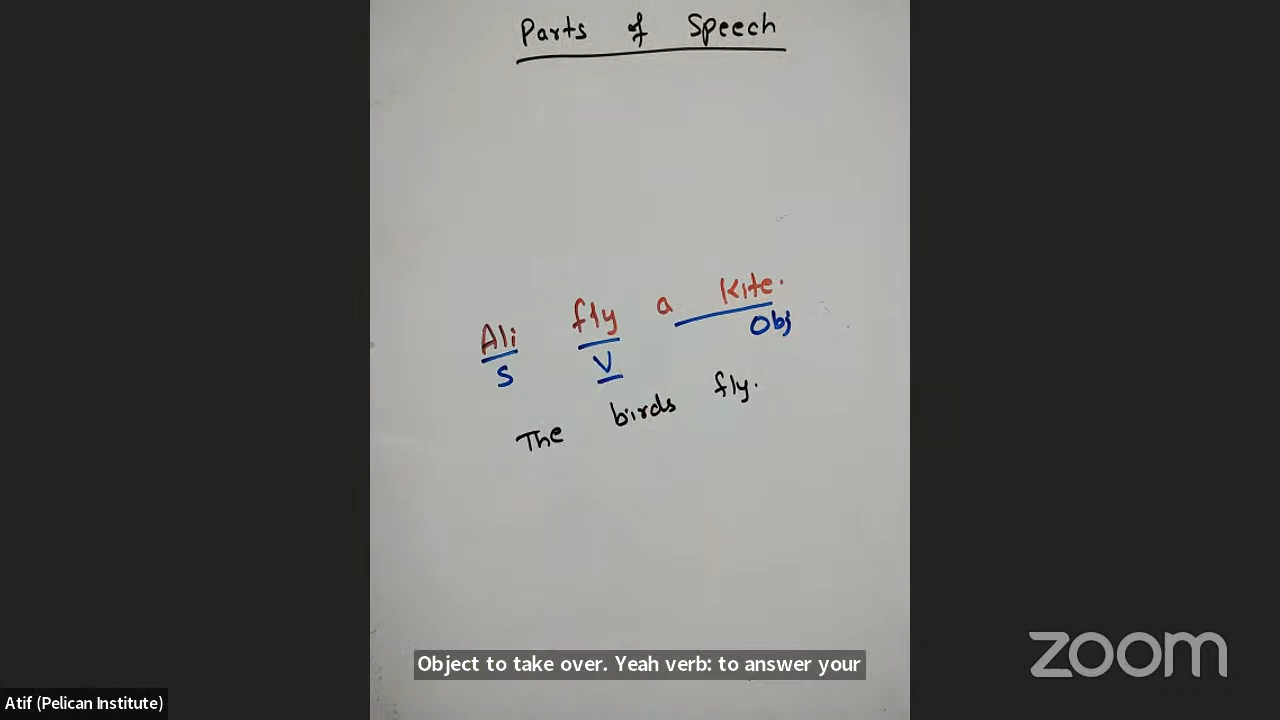 Parts of Speech
Ali fly a kite.
S V Obj
The birds fly.
Object to take over. Yeah verb: to answer your
zoom
Atif (Pelican Institute)